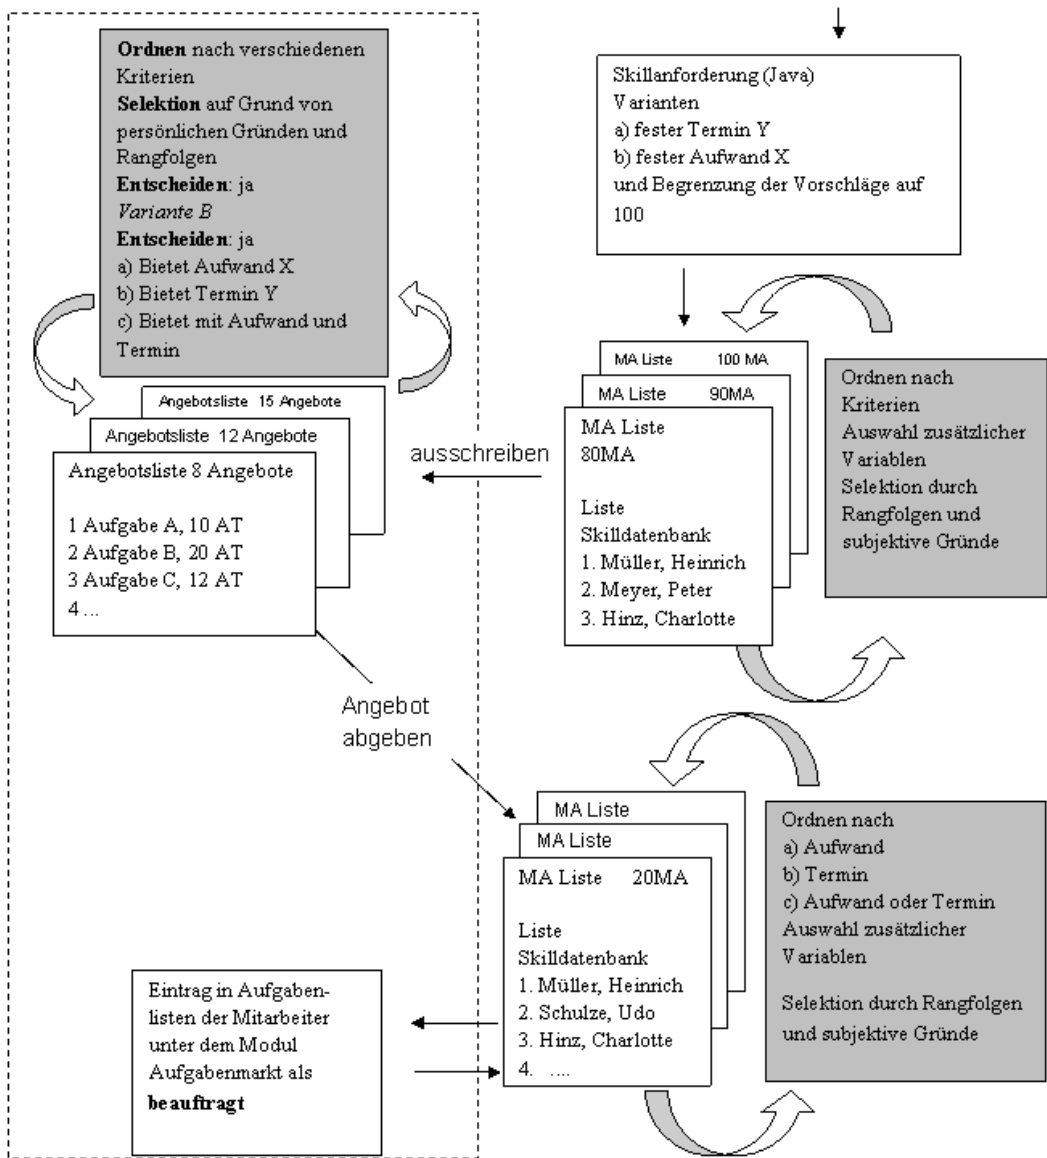 Ordnen nach verschiedenen
Kriterien
Selektion auf Grund von
persönlichen Gründen und
Rangfolgen
Entscheiden: ja
Variante B
Entscheiden: ja
a) Bietet Aufwand X
b) Bietet Termin Y
c) Bietet mit Aufwand und
Termin
Skillanforderung (Java)
Varianten
a) fester Termin Y
b) fester Aufwand X
und Begrenzung der Vorschläge auf
100
Angebotsliste 15 Angebote
Angebotsliste 12 Angebote
Angebotsliste 8 Angebote
1 Aufgabe A, 10 AT
2 Aufgabe B, 20 AT
3 Aufgabe C, 12 AT
4 ...
ausschreiben
MA Liste 100 MA
MA Liste 90MA
MA Liste
80MA
Liste
Skilldatenbank
1. Müller, Heinrich
2. Meyer, Peter
3. Hinz, Charlotte
Ordnen nach
Kriterien
Auswahl zusätzlicher
Variablen
Selektion durch
Rangfolgen und
subjektive Gründe
Angebot
abgeben
MA Liste
MA Liste
MA Liste 20MA
Liste
Skilldatenbank
1. Müller, Heinrich
2. Schulze, Udo
3. Hinz, Charlotte
4. ....
Ordnen nach
a) Aufwand
b) Termin
c) Aufwand oder Termin
Auswahl zusätzlicher
Variablen
Selektion durch Rangfolgen
und subjektive Gründe
Eintrag in Aufgaben-
listen der Mitarbeiter
unter dem Modul
Aufgabenmarkt als
beauftragt